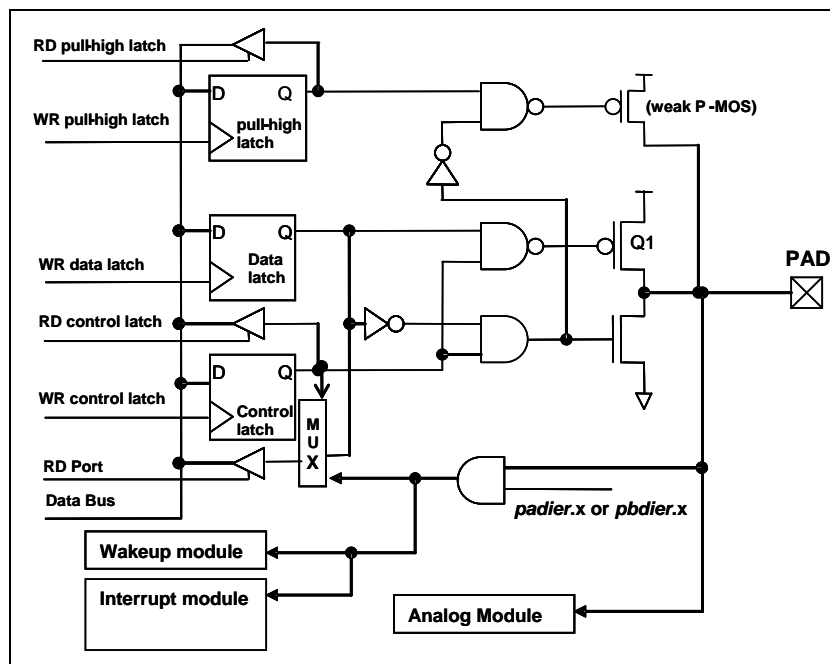 RD pull-high latch
D Q
WR pull-high latch
pull-high
latch
(weak P-MOS)
D Q
Data
latch
WR data latch
Q1
PAD
RD control latch
D Q
WR control latch
Control
latch
M
U
X
RD Port
Data Bus
padier.x or pbdier.x
Wakeup module
Interrupt module
Analog Module